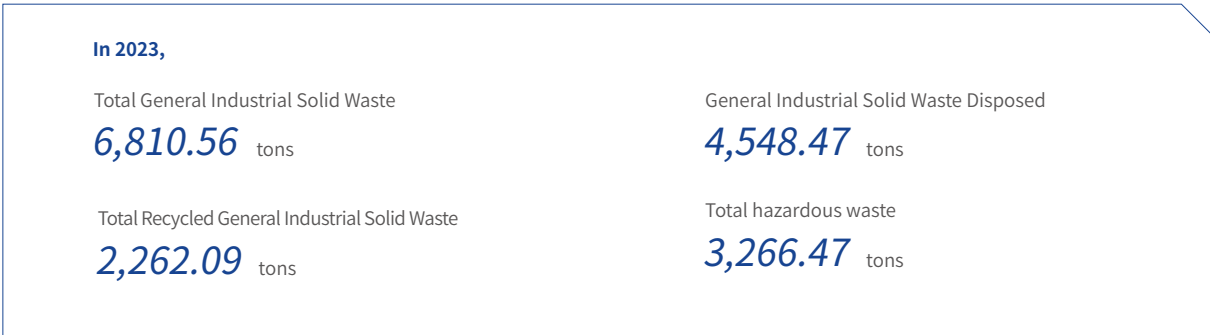 In 2023,
Total General Industrial Solid Waste
6,810.56 tons
General Industrial Solid Waste Disposed
4,548.47 tons
Total Recycled General Industrial Solid Waste
2,262.09 tons
Total hazardous waste
3,266.47 tons